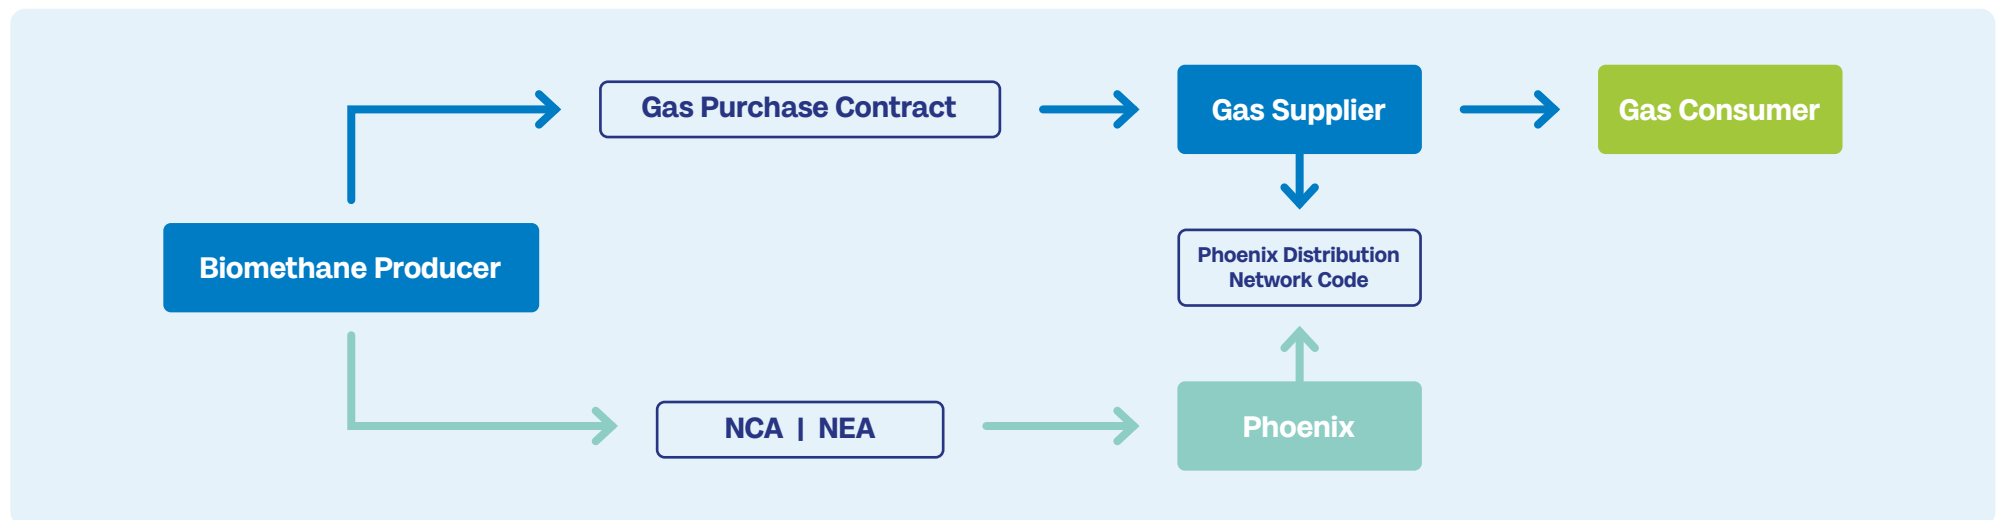 Gas Purchase Contract
Gas Supplier
Gas Consumer
Biomethane Producer
Phoenix Distribution
Network Code
NCA | NEA
Phoenix